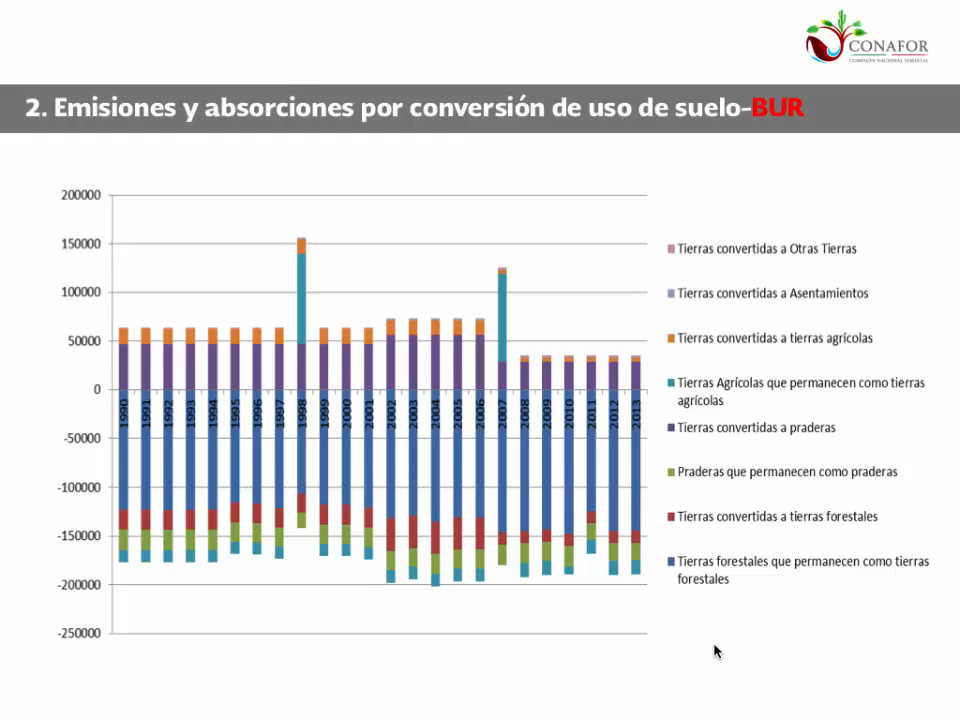 CONAFOR
COMISIÓN NACIONAL FORESTAL
2. Emisiones y absorciones por conversión de uso de suelo-BUR
200000
150000
100000
50000
0
-50000
-100000
-150000
-200000
-250000
1990
1991
1992
1993
1994
1995
1996
1997
1998
1999
2000
2001
2002
2003
2004
2005
2006
2007
2008
2009
2010
2011
2012
2013
Tierras convertidas a Otras Tierras
Tierras convertidas a Asentamientos
Tierras convertidas a tierras agrícolas
Tierras Agrícolas que permanecen como tierras
agrícolas
Tierras convertidas a praderas
Praderas que permanecen como praderas
Tierras convertidas a tierras forestales
Tierras forestales que permanecen como tierras
forestales